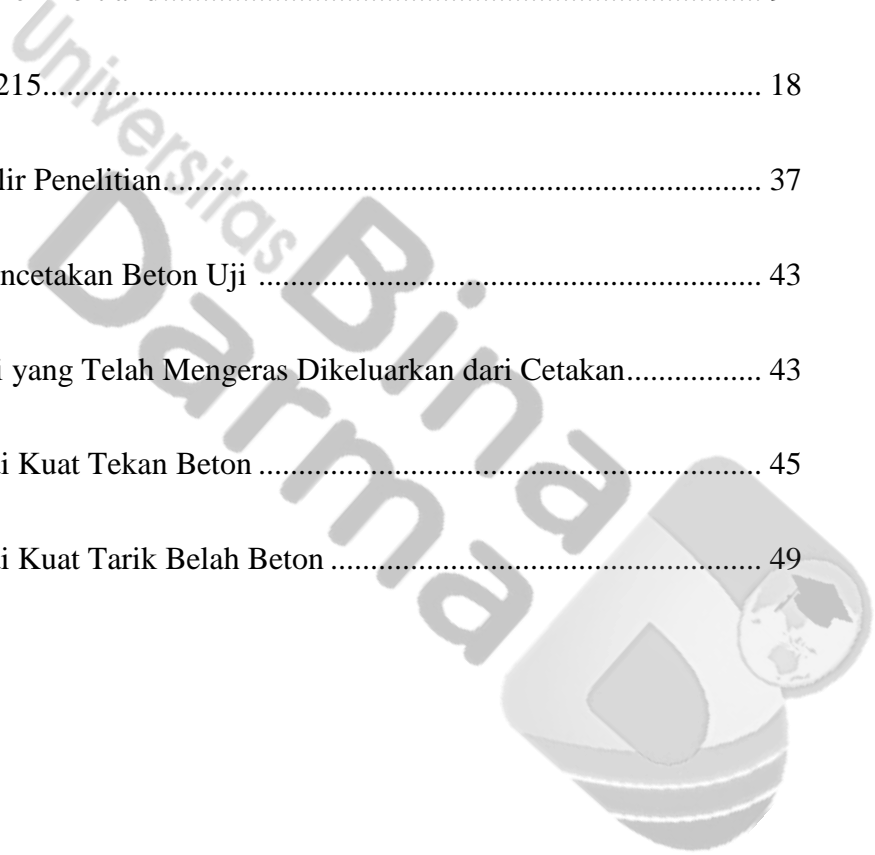 215 18
lir Penelitian 37
ncetakan Beton Uji 43
i yang Telah Mengeras Dikeluarkan dari Cetakan 43
i Kuat Tekan Beton 45
i Kuat Tarik Belah Beton 49
Universitas
Bina
Darma